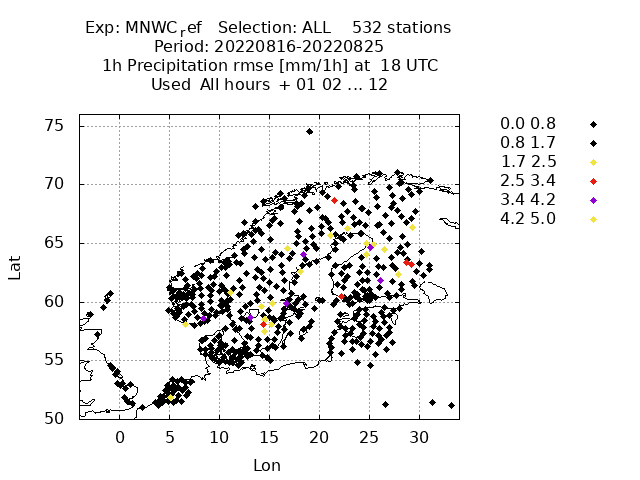 Exp: MNWC_ref   Selection: ALL    532 stations
Period: 20220816-20220825
1h Precipitation rmse [mm/1h] at  18 UTC
Used  All hours  + 01 02 ... 12
0.0 0.8
0.8 1.7
1.7 2.5
2.5 3.4
3.4 4.2
4.2 5.0
75
70
65
60
55
50
Lat
0 5 10 15 20 25 30
Lon